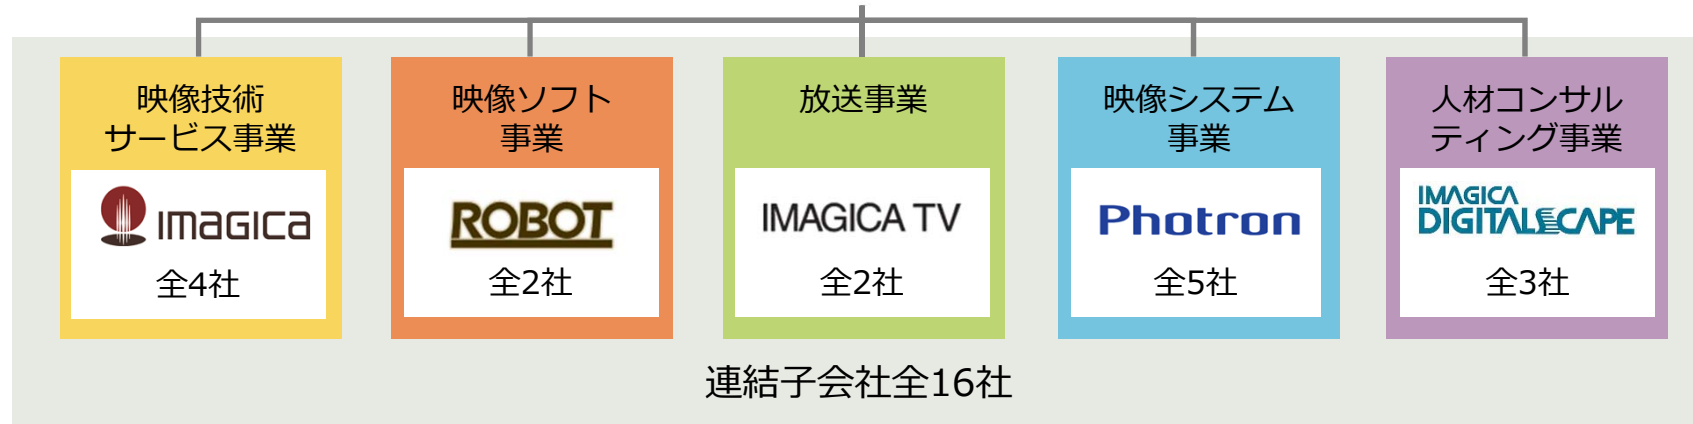 映像技術
サービス事業
IMAGICA
全4社
映像ソフト
事業
ROBOT
全2社
放送事業
IMAGICA TV
全2社
映像システム
事業
Photron
全5社
人材コンサル
ティング事業
IMAGICA
DIGITALSCAPE
全3社
連結子会社全16社